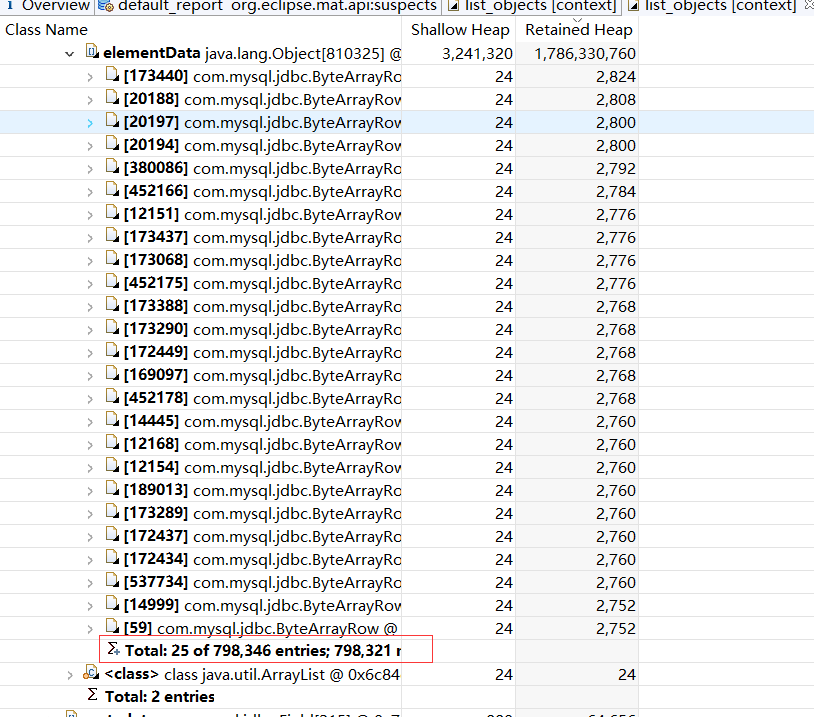 i Overview default_report org.eclipse.mat.api:suspects list_objects [context] list_objects [context]
Class Name Shallow Heap Retained Heap
elementData java.lang.Object[810325] @ 3,241,320 1,786,330,760
[173440] com.mysql.jdbc.ByteArrayRo 24 2,824
[20188] com.mysql.jdbc.ByteArrayRow 24 2,808
[20197] com.mysql.jdbc.ByteArrayRow 24 2,800
[20194] com.mysql.jdbc.ByteArrayRow 24 2,800
[380086] com.mysql.jdbc.ByteArrayRo 24 2,792
[452166] com.mysql.jdbc.ByteArrayRo 24 2,784
[12151] com.mysql.jdbc.ByteArrayRow 24 2,776
[173437] com.mysql.jdbc.ByteArrayRo 24 2,776
[173068] com.mysql.jdbc.ByteArrayRo 24 2,776
[452175] com.mysql.jdbc.ByteArrayRo 24 2,776
[173388] com.mysql.jdbc.ByteArrayRo 24 2,768
[173290] com.mysql.jdbc.ByteArrayRo 24 2,768
[172449] com.mysql.jdbc.ByteArrayRo 24 2,768
[169097] com.mysql.jdbc.ByteArrayRo 24 2,768
[452178] com.mysql.jdbc.ByteArrayRo 24 2,768
[14445] com.mysql.jdbc.ByteArrayRow 24 2,760
[12168] com.mysql.jdbc.ByteArrayRow 24 2,760
[12154] com.mysql.jdbc.ByteArrayRow 24 2,760
[189013] com.mysql.jdbc.ByteArrayRo 24 2,760
[173289] com.mysql.jdbc.ByteArrayRo 24 2,760
[172437] com.mysql.jdbc.ByteArrayRo 24 2,760
[172434] com.mysql.jdbc.ByteArrayRo 24 2,760
[537734] com.mysql.jdbc.ByteArrayRo 24 2,760
[14999] com.mysql.jdbc.ByteArrayRow 24 2,752
[59] com.mysql.jdbc.ByteArrayRow @ 24 2,752
Total: 25 of 798,346 entries; 798,321
<class> class java.util.ArrayList @ 0x6c84 24 24
Σ Total: 2 entries